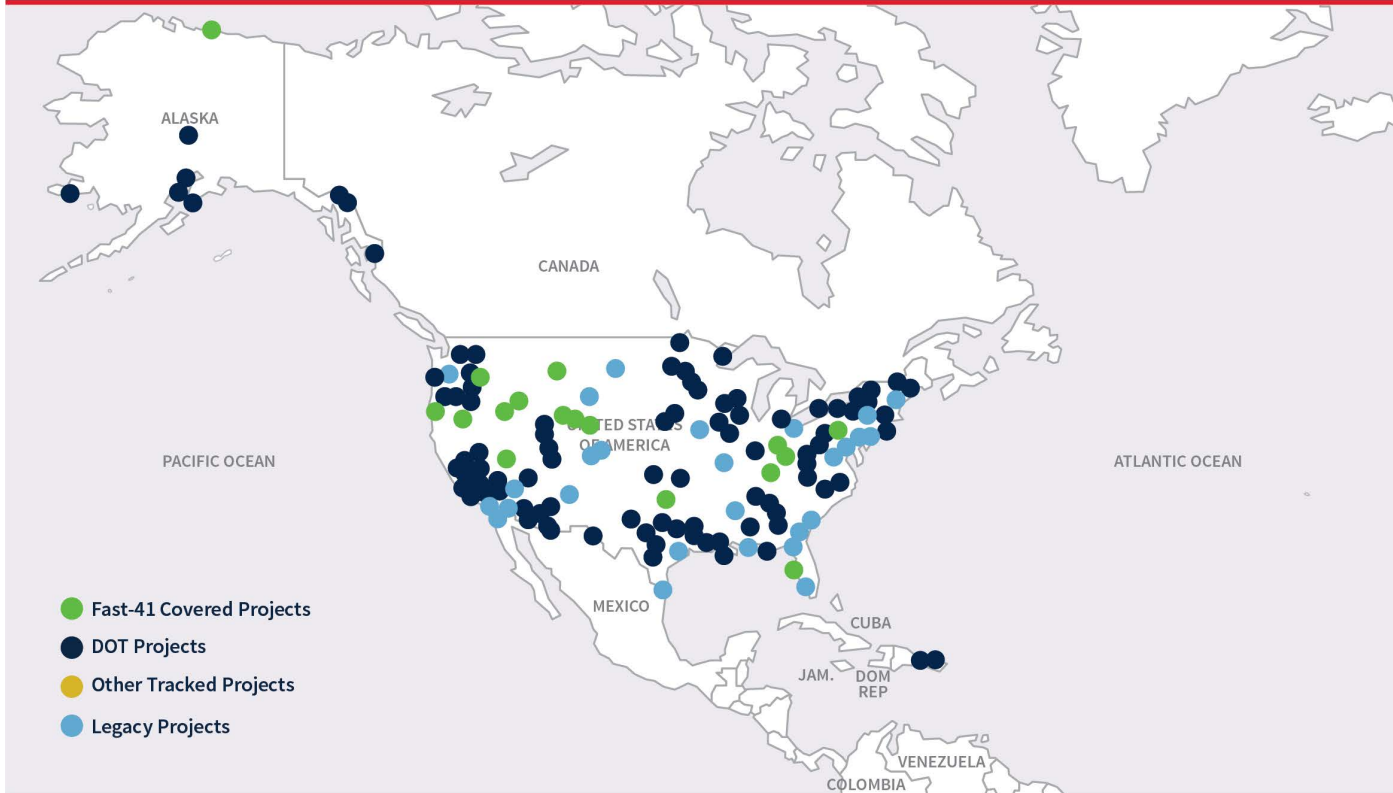 ALASKA
CANADA
UNITED STATES
OF AMERICA
PACIFIC OCEAN
ATLANTIC OCEAN
MEXICO
CUBA
JAM.
DOM
REP
VENEZUELA
COLOMBIA
Fast-41 Covered Projects
DOT Projects
Other Tracked Projects
Legacy Projects